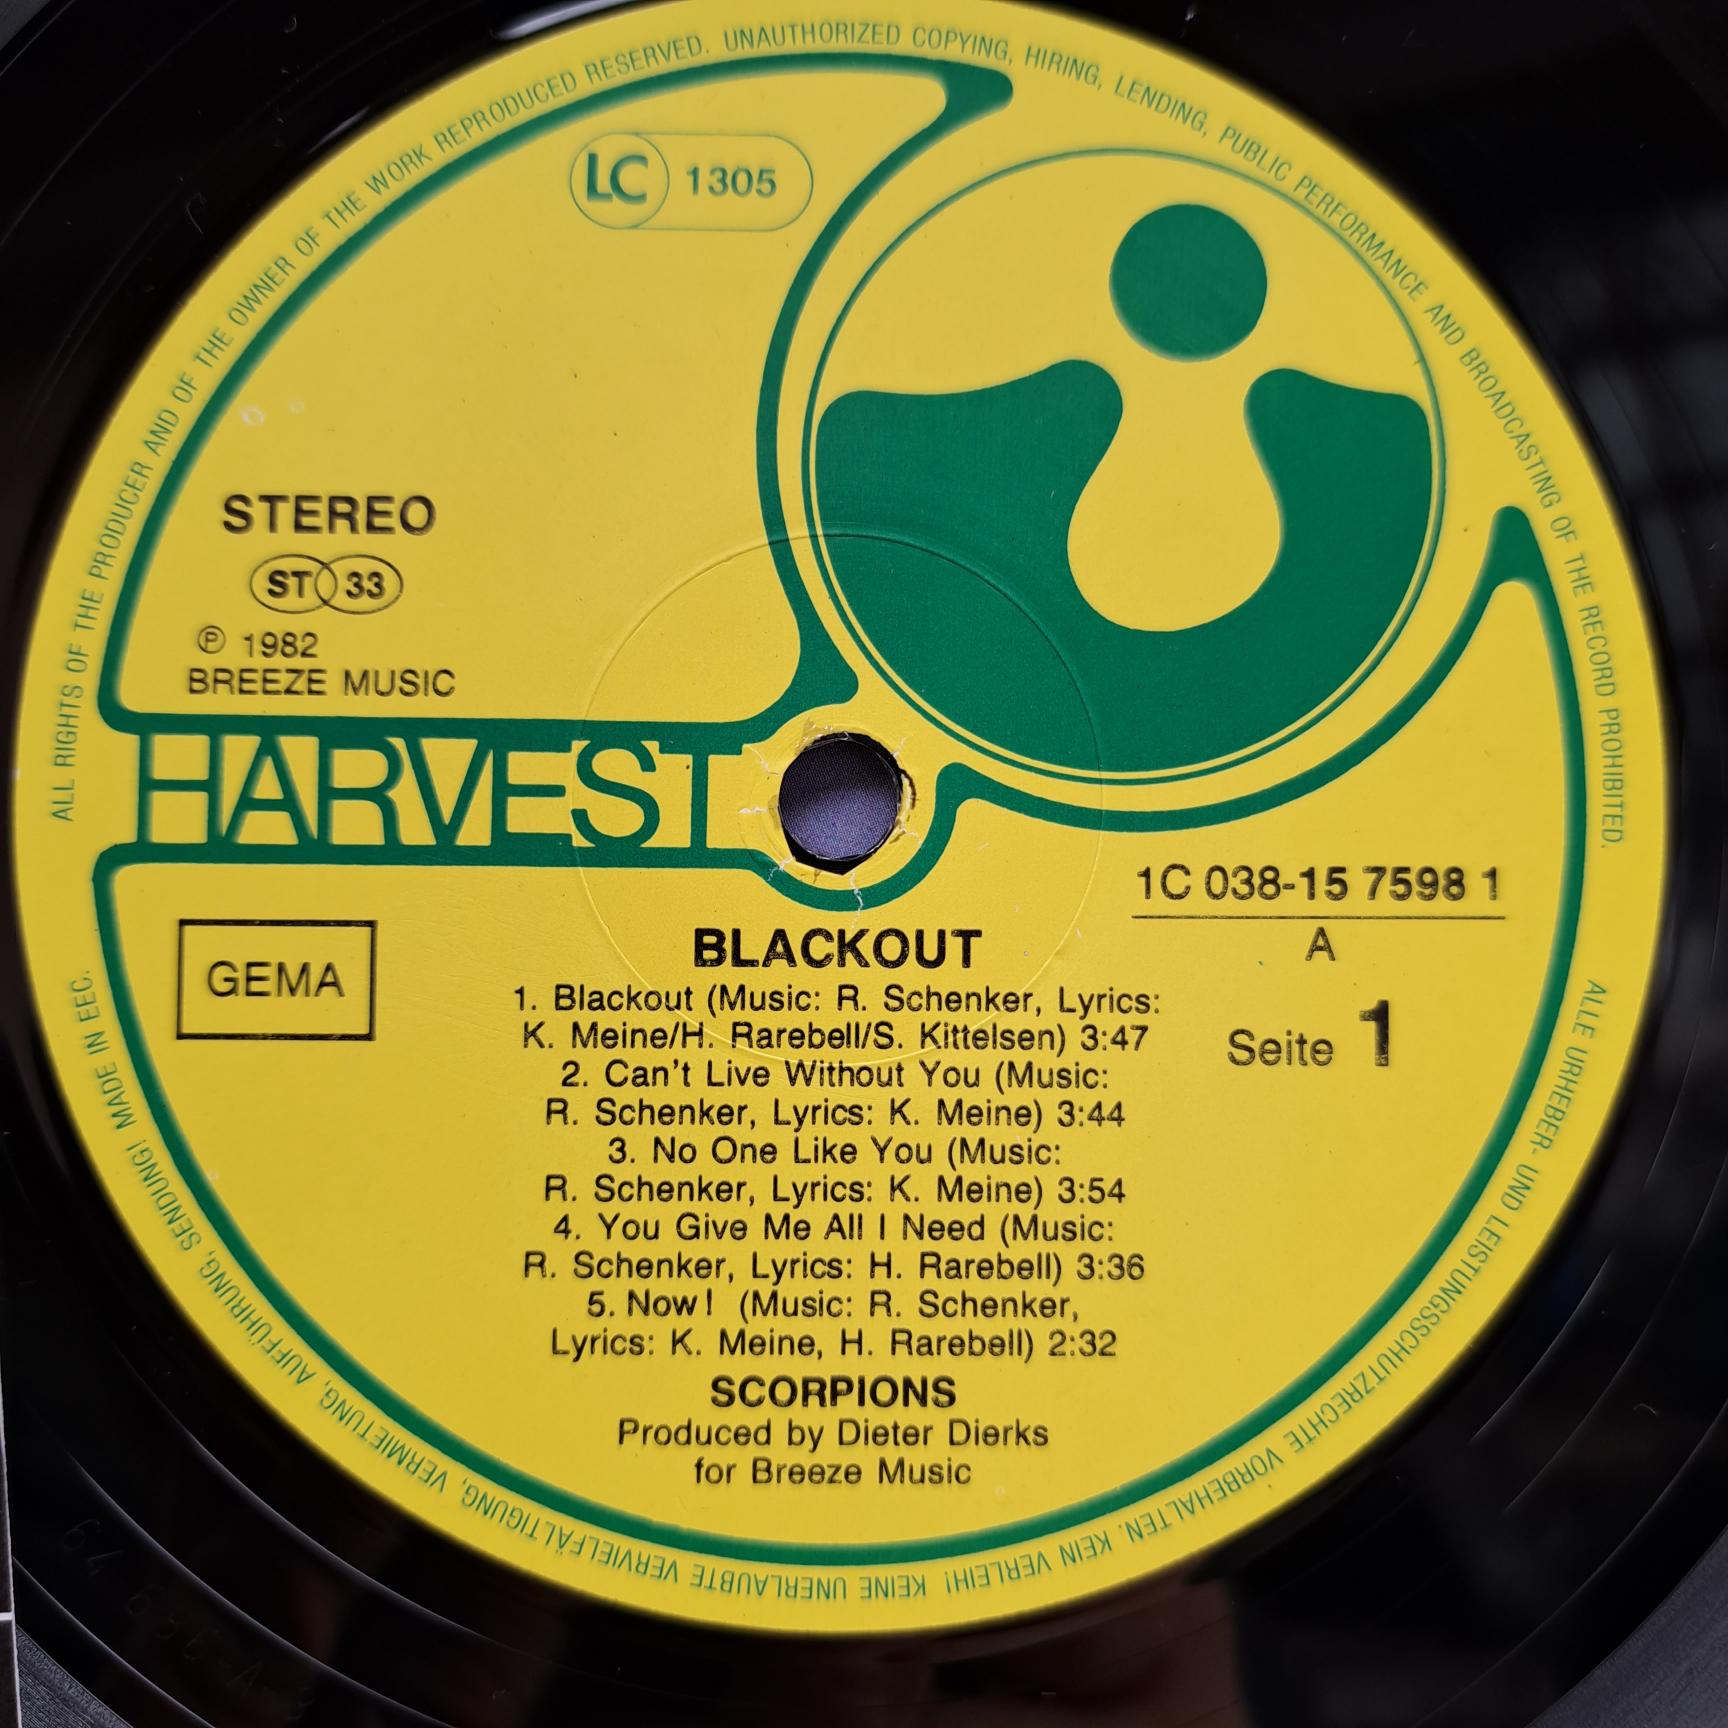 ALL RIGHTS OF THE PRODUCER AND OF THE OWNER OF THE WORK REPRODUCED RESERVED. UNAUTHORIZED COPYING, HIRING, LENDING, PUBLIC PERFORMANCE AND BROADCASTING OF THE RECORD PROHIBITED.
LC 1305
STEREO
ST 33
℗ 1982
BREEZE MUSIC
HARVEST
1C 038-15 7598 1
A
Seite 1
GEMA
BLACKOUT
1. Blackout (Music: R. Schenker, Lyrics:
K. Meine/H. Rarebell/S. Kittelsen) 3:47
2. Can't Live Without You (Music:
R. Schenker, Lyrics: K. Meine) 3:44
3. No One Like You (Music:
R. Schenker, Lyrics: K. Meine) 3:54
4. You Give Me All I Need (Music:
R. Schenker, Lyrics: H. Rarebell) 3:36
5. Now! (Music: R. Schenker,
Lyrics: K. Meine, H. Rarebell) 2:32
SCORPIONS
Produced by Dieter Dierks
for Breeze Music
ALLE URHEBER- UND LEISTUNGSSCHUTZRECHTE VORBEHALTEN. KEIN VERLEIH! KEINE UNERLAUBTE VERVIELFÄLTIGUNG, VERMIETUNG, AUFFÜHRUNG, SENDUNG! MADE IN EEC.